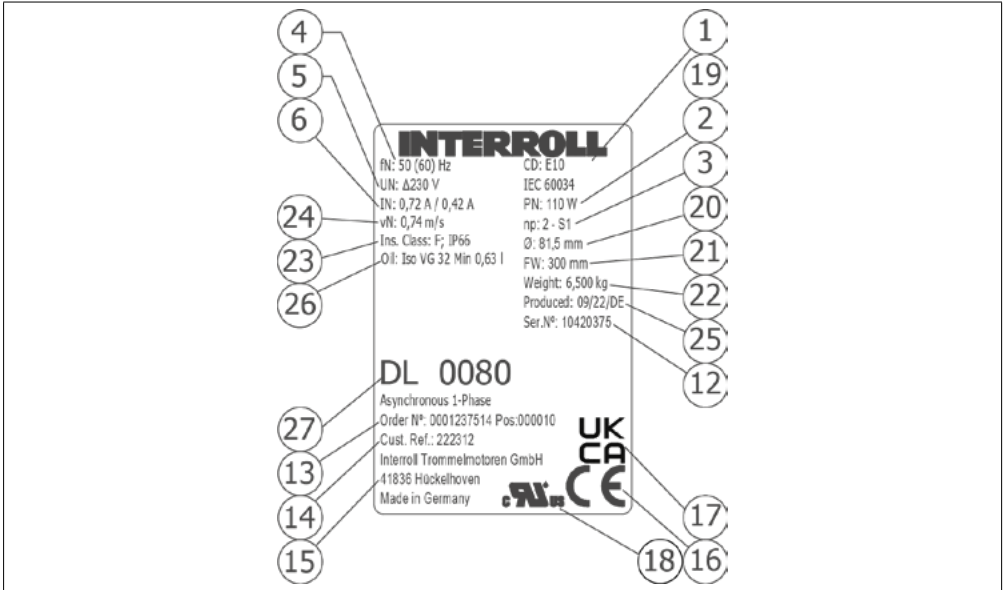 4
5
6
24
23
26
27
13
14
15
1
19
2
3
20
21
22
25
12
17
16
18
INTERROLL
fN: 50 (60) Hz
UN: Δ230 V
IN: 0,72 A / 0,42 A
vN: 0,74 m/s
Ins. Class: F; IP66
Oil: Iso VG 32 Min 0,63 l
CD: E10
IEC 60034
PN: 110 W
np: 2 - S1
Ø: 81,5 mm
FW: 300 mm
Weight: 6,500 kg
Produced: 09/22/DE
Ser.Nº: 10420375
DL 0080
Asynchronous 1-Phase
Order Nº: 0001237514 Pos:000010
Cust. Ref.: 222312
Interroll Trommelmotoren GmbH
41836 Hückelhoven
Made in Germany
UK
CA
c RU us CE